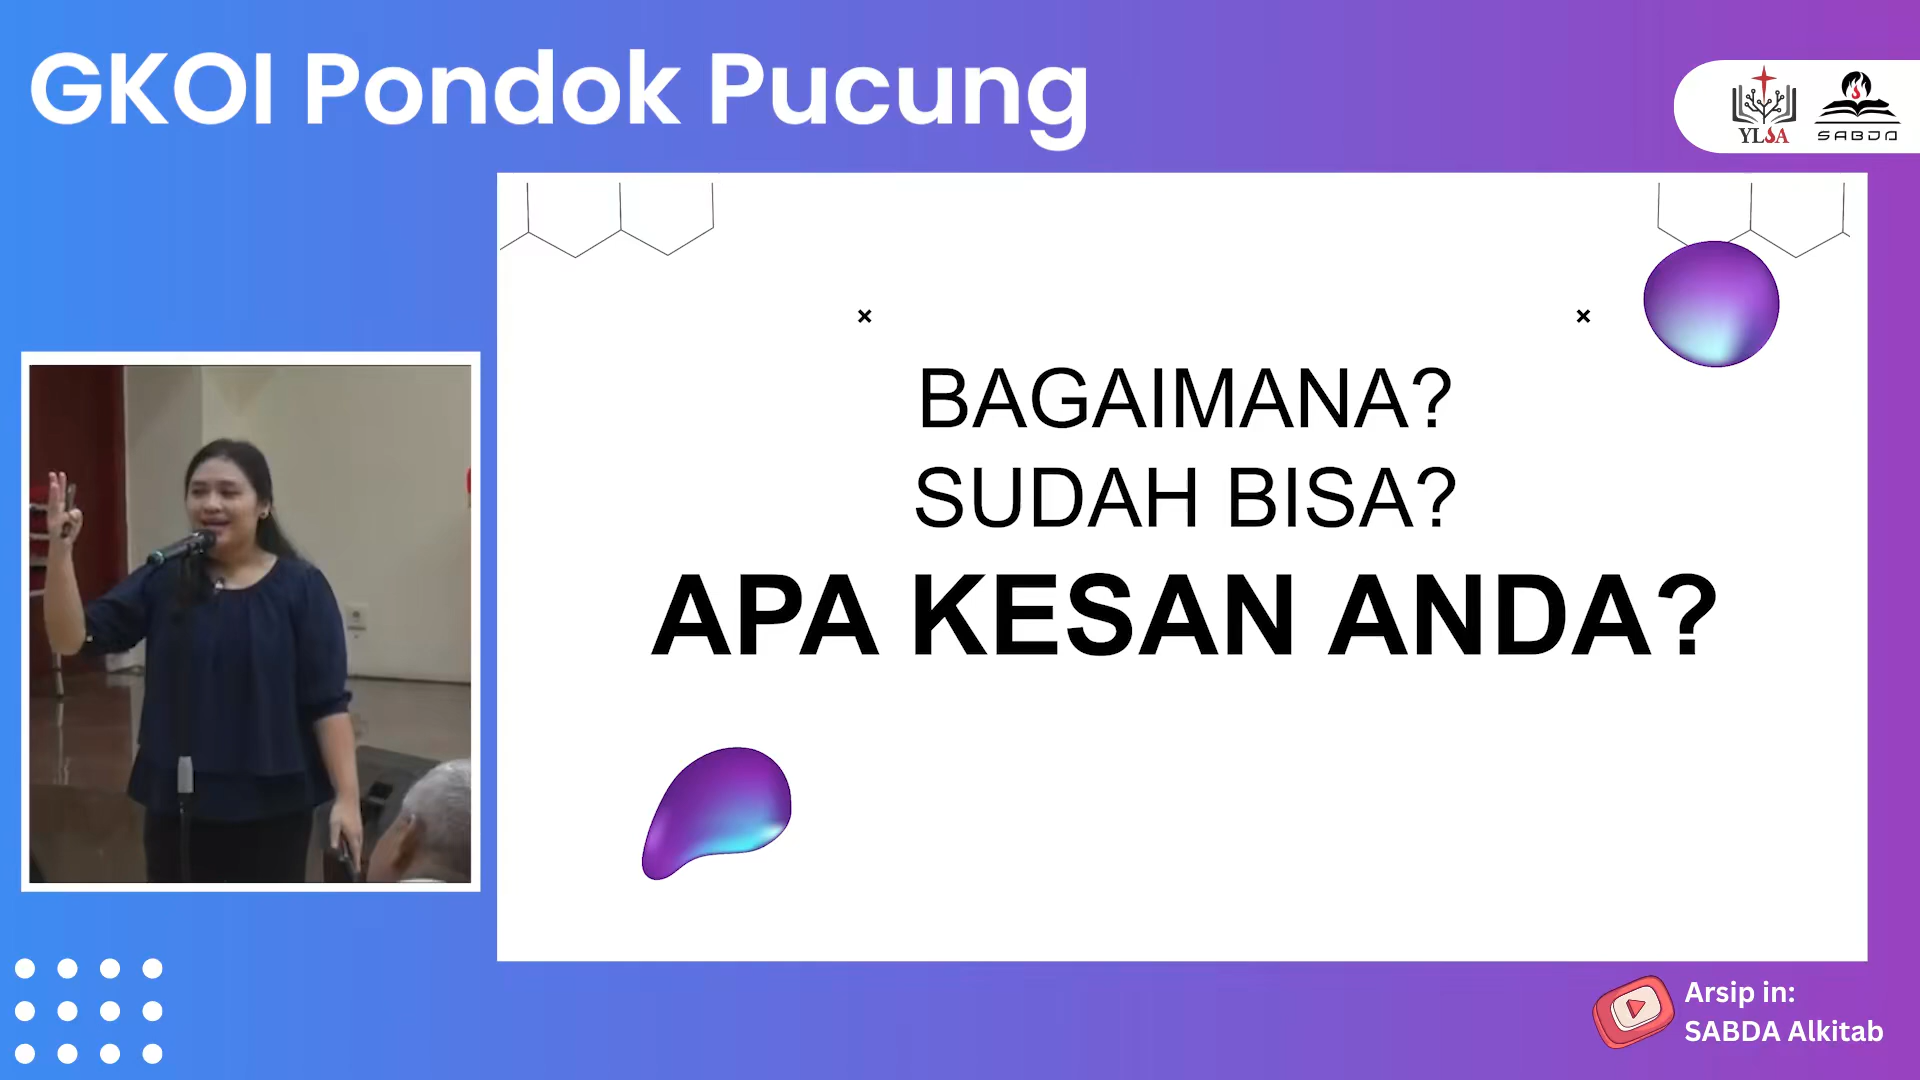 GKOI Pondok Pucung
YLSA
SABDA
BAGAIMANA?
SUDAH BISA?
APA KESAN ANDA?
Arsip in:
SABDA Alkitab